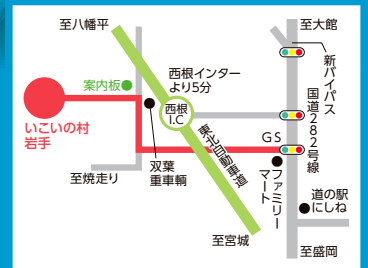 至八幡平
至大館
新バイパス
国道282号線
案内板
西根インター
より5分
西根
I.C
いこいの村
岩手
双葉
重車輌
東北自動車道
GS
ファミリー
マート
至焼走り
道の駅
にしね
至宮城
至盛岡